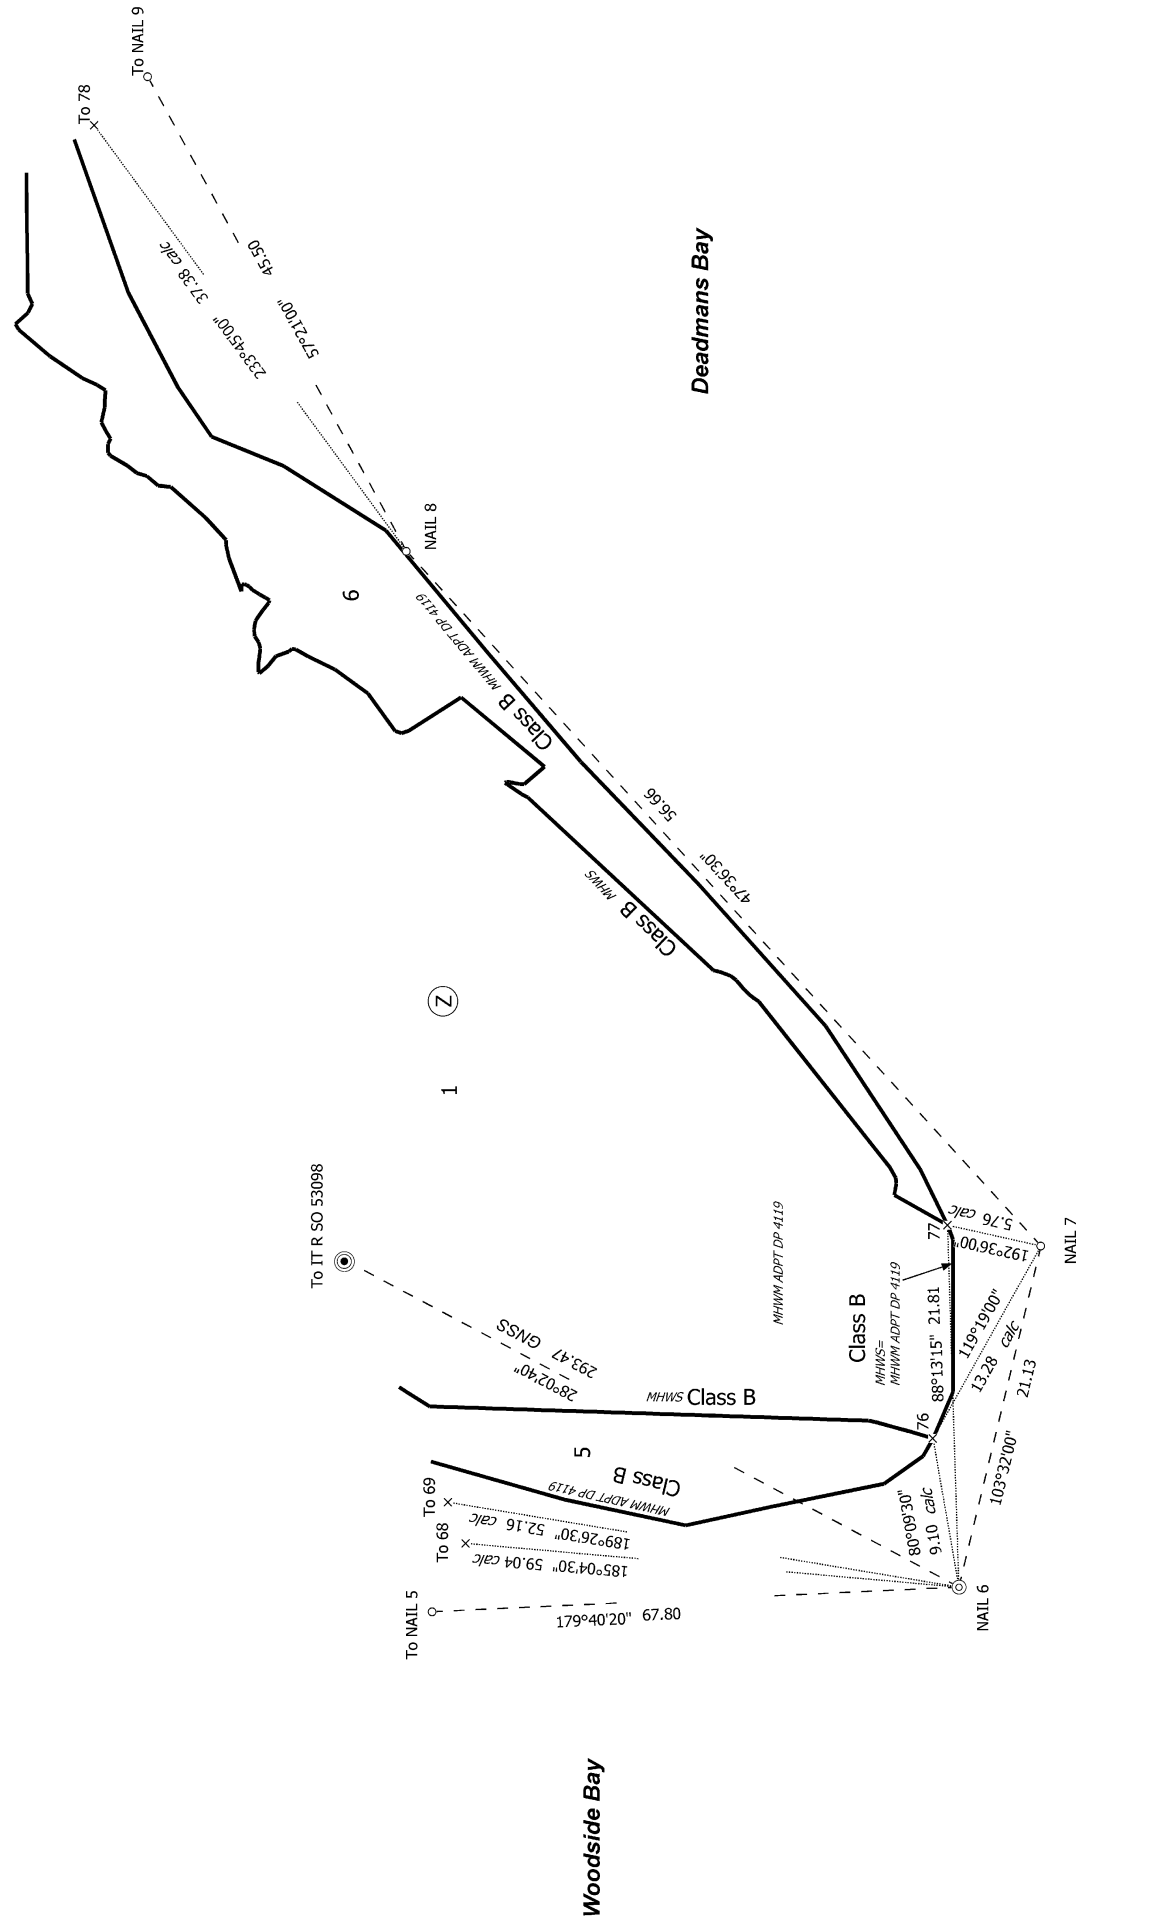 To NAIL 9
To 78
37.38 calc
233°45'00"
45.50
57°21'00"
Deadmans Bay
NAIL 8
6
MHWM ADPT DP 4119
Class B
56.66
47°36'30"
MHWS
Class B
Z
1
To IT R SO 53098
293.47 GNSS
28°02'40"
MHWM ADPT DP 4119
77
5.76 calc
192°36'00"
NAIL 7
Class B
MHWS=
MHWM ADPT DP 4119
88°13'15" 21.81
119°19'00"
13.28 calc
21.13
103°32'00"
76
MHWS Class B
5
Class B
MHWM ADPT DP 4119
To 69
189°26'30" 52.16 calc
To 68
185°04'30" 59.04 calc
To NAIL 5
179°40'20" 67.80
80°09'30"
9.10 calc
NAIL 6
Woodside Bay